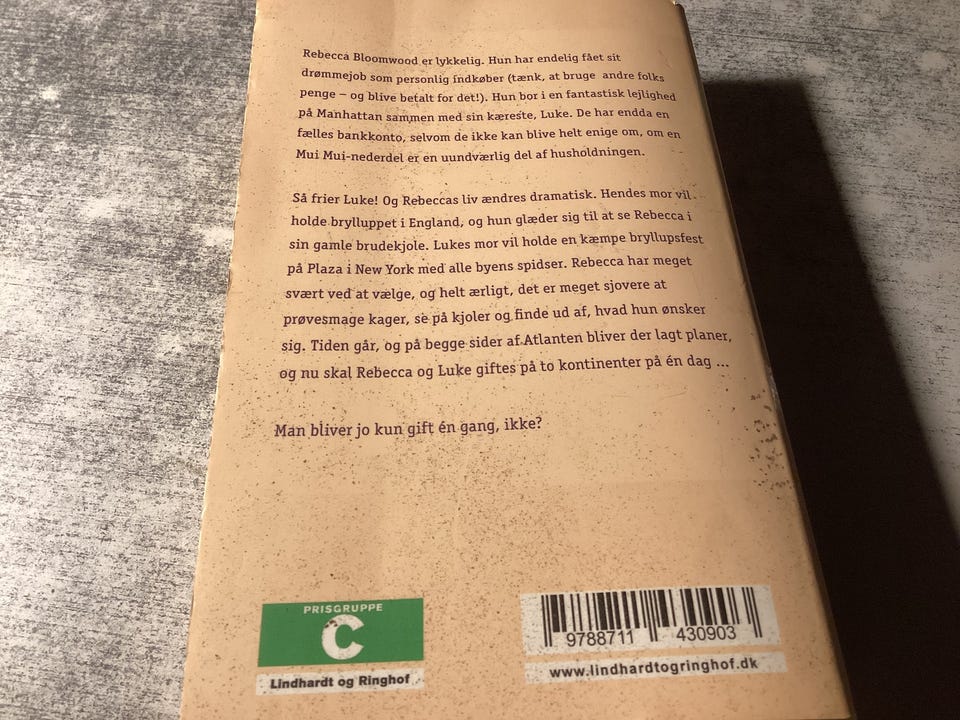 Rebecca Bloomwood er lykkelig. Hun har endelig fået sit
drømmejob som personlig indkøber (tænk, at bruge andre folks
penge – og blive betalt for det!). Hun bor i en fantastisk lejlighed
på Manhattan sammen med sin kæreste, Luke. De har endda en
fælles bankkonto, selvom de ikke kan blive helt enige om, om en
Mui Mui-nederdel er en uundværlig del af husholdningen.
Så frier Luke! Og Rebeccas liv ændres dramatisk. Hendes mor vil
holde brylluppet i England, og hun glæder sig til at se Rebecca i
sin gamle brudekjole. Lukes mor vil holde en kæmpe bryllupsfest
på Plaza i New York med alle byens spidser. Rebecca har meget
svært ved at vælge, og helt ærligt, det er meget sjovere at
prøvesmage kager, se på kjoler og finde ud af, hvad hun ønsker
sig. Tiden går, og på begge sider af Atlanten bliver der lagt planer,
og nu skal Rebecca og Luke giftes på to kontinenter på én dag ...
Man bliver jo kun gift én gang, ikke?
PRISGRUPPE
C
Lindhardt og Ringhof
9788711 430903
www.lindhardtogringhof.dk